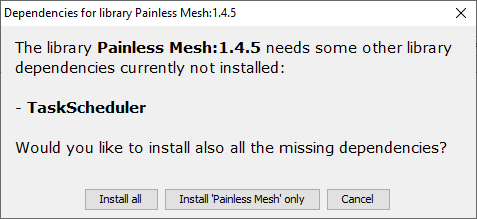 Dependencies for library Painless Mesh:1.4.5
The library Painless Mesh:1.4.5 needs some other library
dependencies currently not installed:
- TaskScheduler
Would you like to install also all the missing dependencies?
Install all
Install 'Painless Mesh' only
Cancel